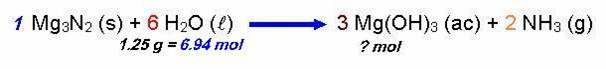 1 Mg₃N₂ (s) + 6 H₂O (ℓ) ⟶ 3 Mg(OH)₃ (ac) + 2 NH₃ (g)
1.25 g = 6.94 mol ? mol